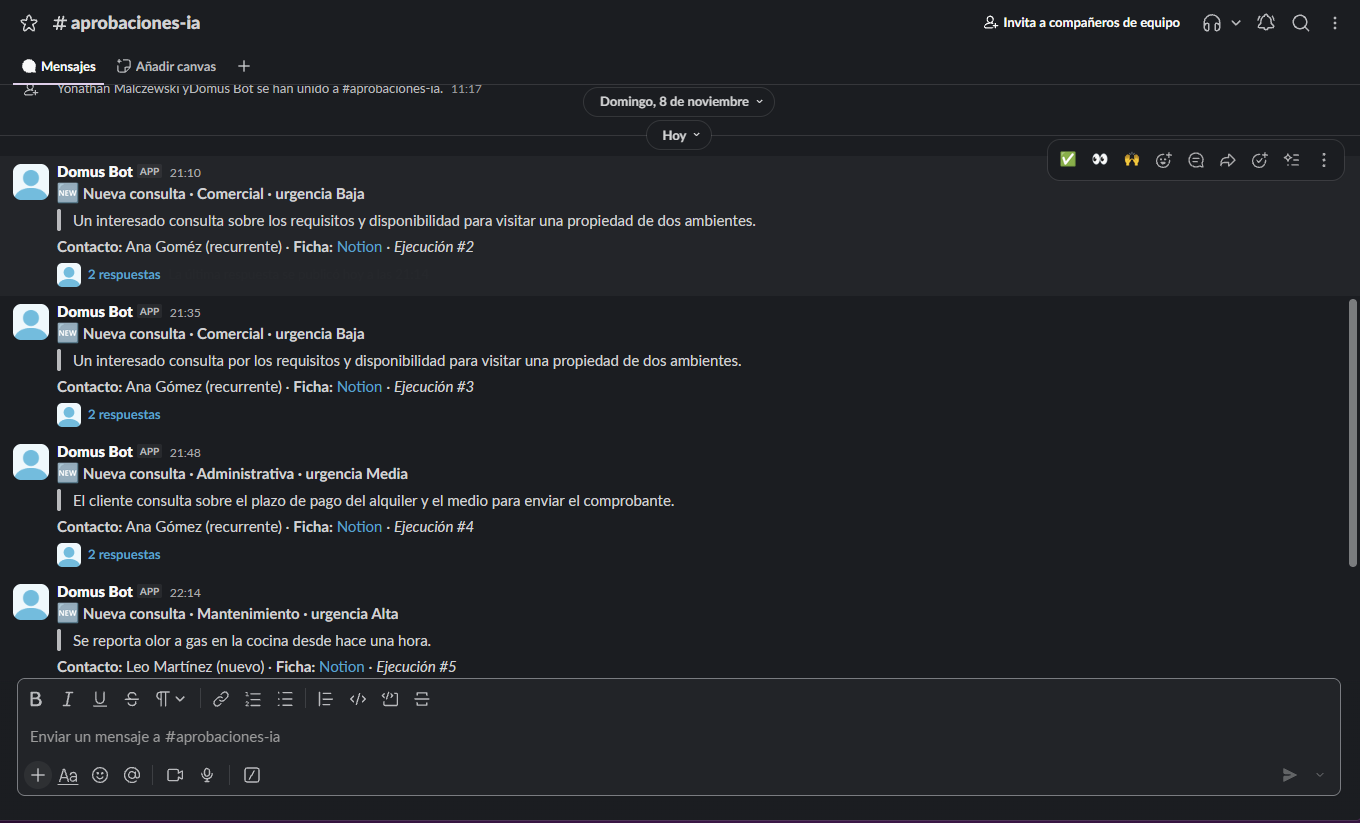 # aprobaciones-ia
Invita a compañeros de equipo
Mensajes
Añadir canvas
Yonathan Malczewski yDomus Bot se han unido a #aprobaciones-ia. 11:17
Domingo, 8 de noviembre
Hoy
Domus Bot APP 21:10
NEW Nueva consulta · Comercial · urgencia Baja
Un interesado consulta sobre los requisitos y disponibilidad para visitar una propiedad de dos ambientes.
Contacto: Ana Goméz (recurrente) · Ficha: Notion · Ejecución #2
2 respuestas
Domus Bot APP 21:35
NEW Nueva consulta · Comercial · urgencia Baja
Un interesado consulta por los requisitos y disponibilidad para visitar una propiedad de dos ambientes.
Contacto: Ana Gómez (recurrente) · Ficha: Notion · Ejecución #3
2 respuestas
Domus Bot APP 21:48
NEW Nueva consulta · Administrativa · urgencia Media
El cliente consulta sobre el plazo de pago del alquiler y el medio para enviar el comprobante.
Contacto: Ana Gómez (recurrente) · Ficha: Notion · Ejecución #4
2 respuestas
Domus Bot APP 22:14
NEW Nueva consulta · Mantenimiento · urgencia Alta
Se reporta olor a gas en la cocina desde hace una hora.
Contacto: Leo Martínez (nuevo) · Ficha: Notion · Ejecución #5
B I U S
Enviar un mensaje a #aprobaciones-ia
Aa